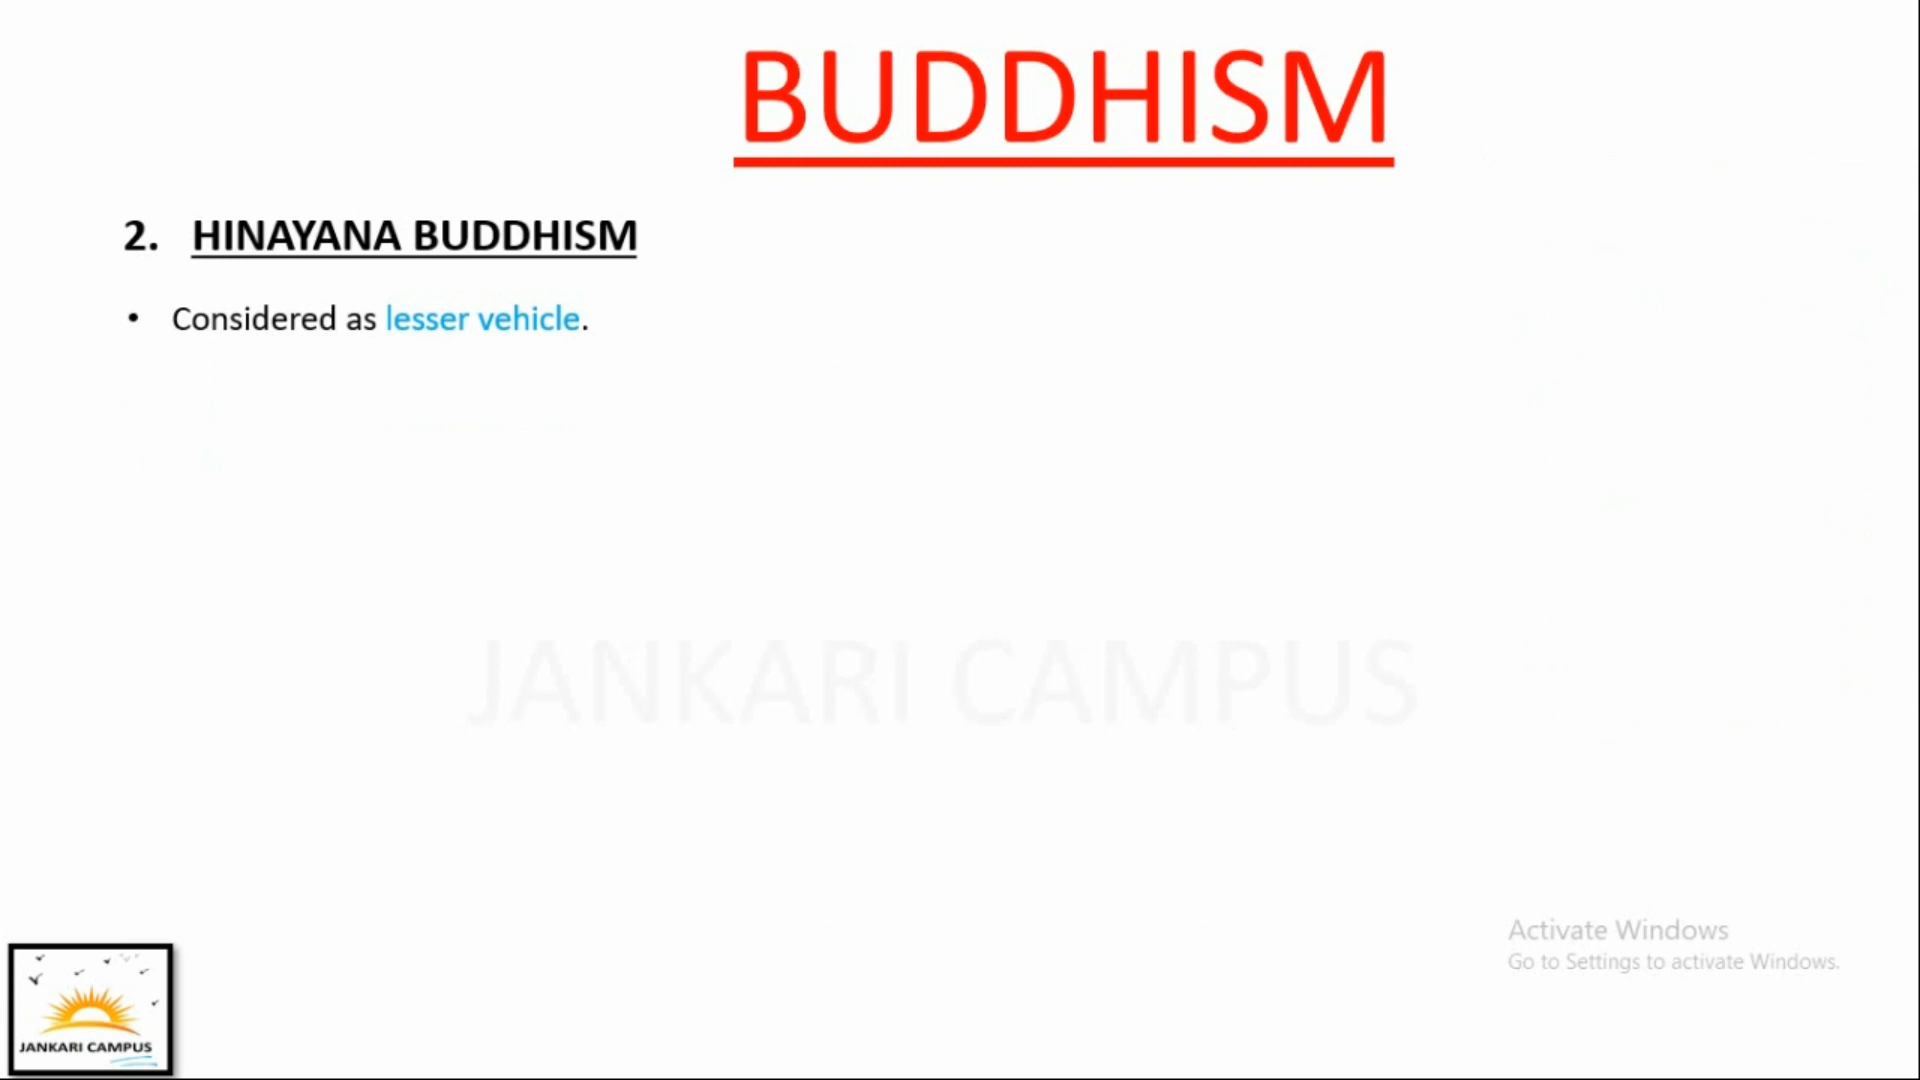 BUDDHISM
2. HINAYANA BUDDHISM
• Considered as lesser vehicle.
JANKARI CAMPUS
Activate Windows
Go to Settings to activate Windows.
JANKARI CAMPUS